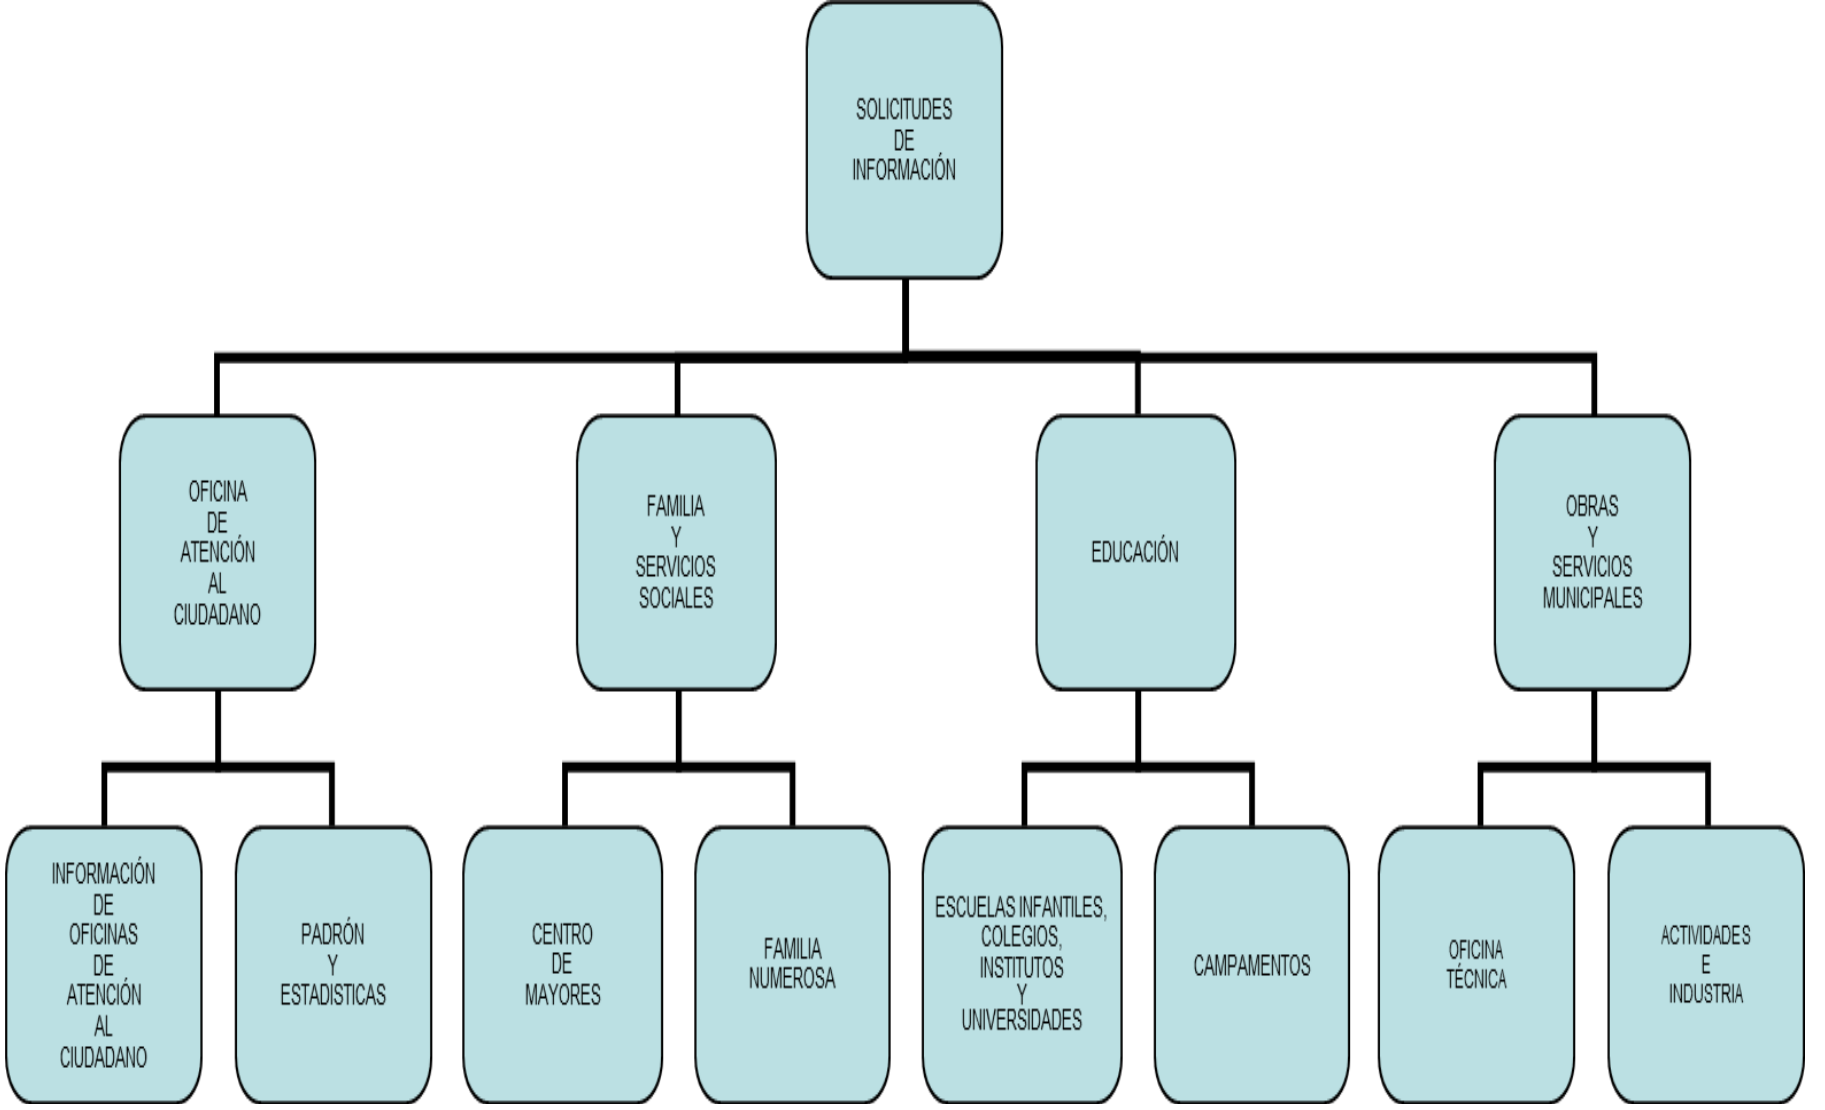 SOLICITUDES
DE
INFORMACIÓN
OFICINA
DE
ATENCIÓN
AL
CIUDADANO
FAMILIA
Y
SERVICIOS
SOCIALES
EDUCACIÓN
OBRAS
Y
SERVICIOS
MUNICIPALES
INFORMACIÓN
DE
OFICINAS
DE
ATENCIÓN
AL
CIUDADANO
PADRÓN
Y
ESTADISTICAS
CENTRO
DE
MAYORES
FAMILIA
NUMEROSA
ESCUELAS INFANTILES,
COLEGIOS,
INSTITUTOS
Y
UNIVERSIDADES
CAMPAMENTOS
OFICINA
TÉCNICA
ACTIVIDADES
E
INDUSTRIA